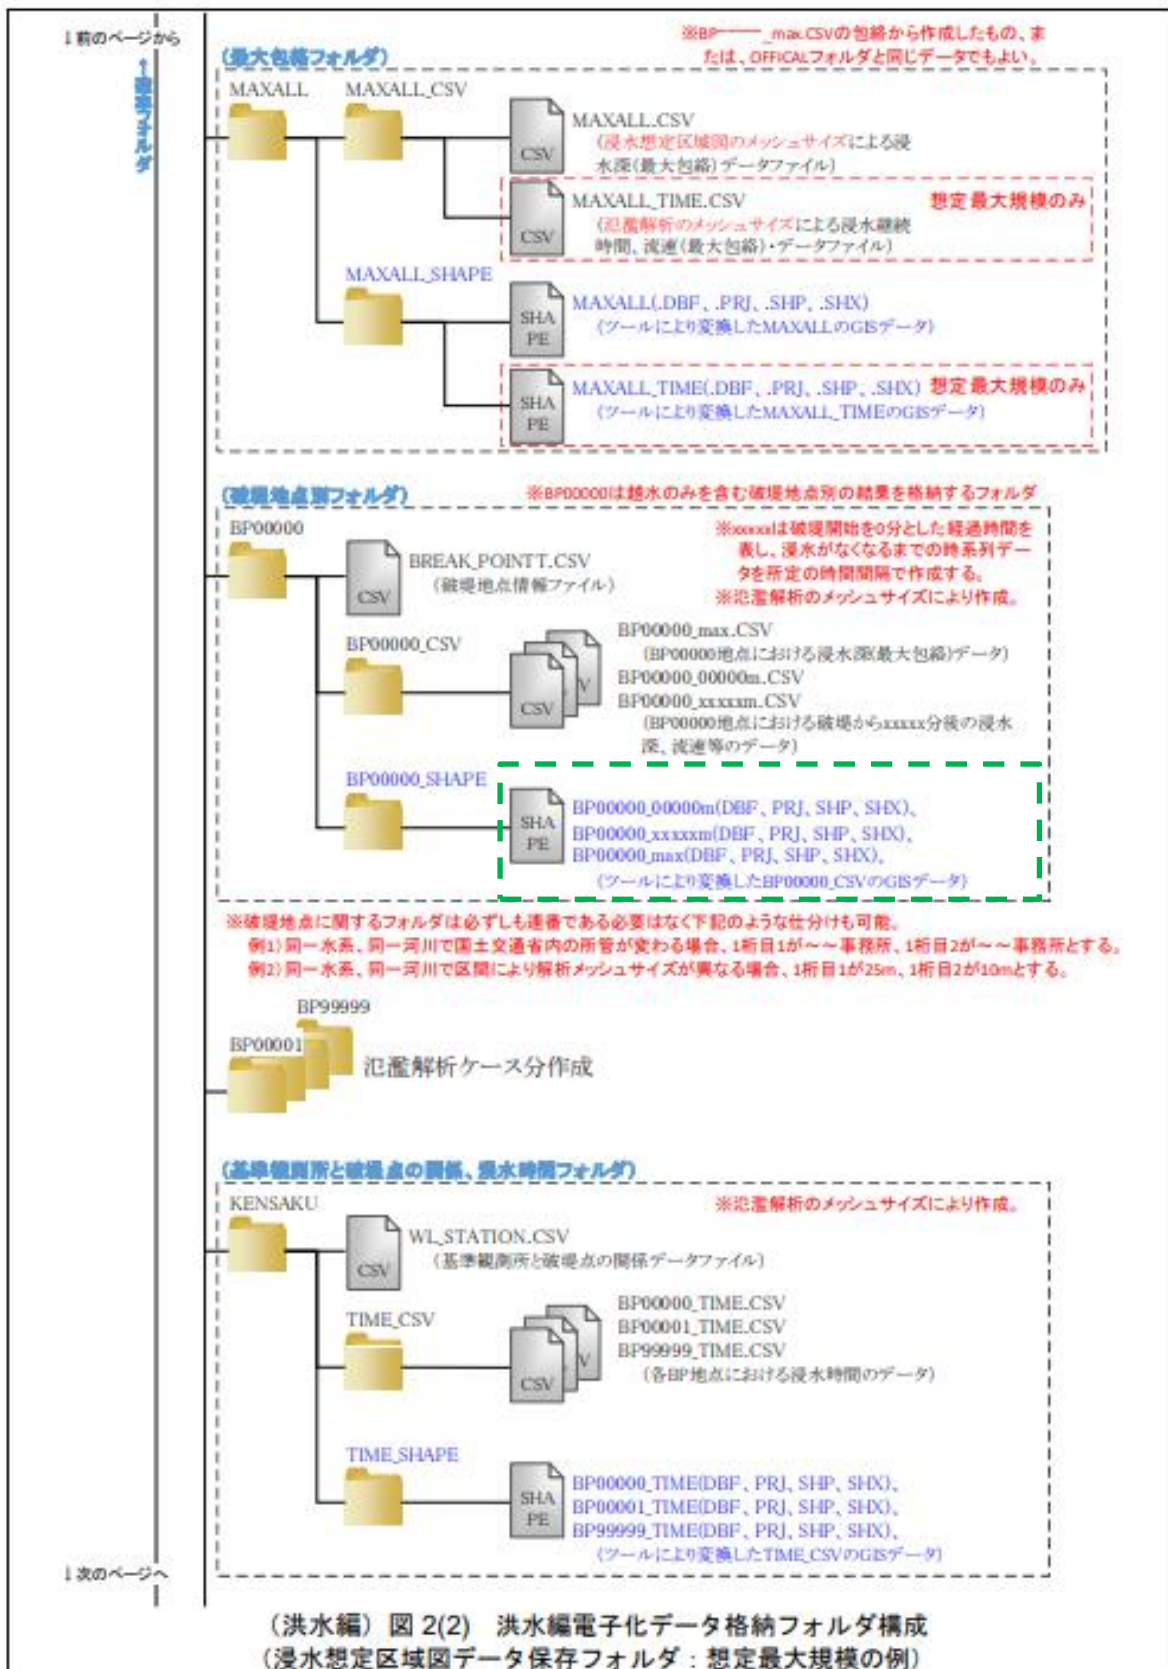 ↓前のページから
※BP―――_max.CSVの包絡から作成したもの、ま
たは、OFFICALフォルダと同じデータでもよい。
(最大包絡フォルダ)
MAXALL
MAXALL_CSV
CSV
MAXALL.CSV
(浸水想定区域図のメッシュサイズによる浸
水深(最大包絡)データファイル)
CSV
MAXALL_TIME.CSV
想定最大規模のみ
(氾濫解析のメッシュサイズによる浸水継続
時間、流速(最大包絡)・データファイル)
MAXALL_SHAPE
SHA
PE
MAXALL(.DBF、.PRJ、.SHP、.SHX)
(ツールにより変換したMAXALLのGISデータ)
SHA
PE
MAXALL_TIME(.DBF、.PRJ、.SHP、.SHX)
想定最大規模のみ
(ツールにより変換したMAXALL_TIMEのGISデータ)
(破堤地点別フォルダ)
※BP00000は越水のみを含む破堤地点別の結果を格納するフォルダ
BP00000
CSV
BREAK_POINTT.CSV
(破堤地点情報ファイル)
※xxxxxは破堤開始を0分とした経過時間を
表し、浸水がなくなるまでの時系列デー
タを所定の時間間隔で作成する。
※氾濫解析のメッシュサイズにより作成。
BP00000_CSV
CSV
V
BP00000_max.CSV
(BP00000地点における浸水深(最大包絡)データ)
BP00000_00000m.CSV
BP00000_xxxxxm.CSV
(BP00000地点における破堤からxxxxx分後の浸水
深、流速等のデータ)
BP00000_SHAPE
SHA
PE
BP00000_00000m(DBF、PRJ、SHP、SHX)、
BP00000_xxxxxm(DBF、PRJ、SHP、SHX)、
BP00000_max(DBF、PRJ、SHP、SHX)、
(ツールにより変換したBP00000_CSVのGISデータ)
※破堤地点に関するフォルダは必ずしも連番である必要はなく下記のような仕分けも可能。
例1)同一水系、同一河川で国土交通省内の所管が変わる場合、1桁目1が~~事務所、1桁目2が~~事務所とする。
例2)同一水系、同一河川で区間により解析メッシュサイズが異なる場合、1桁目1が25m、1桁目2が10mとする。
BP99999
BP00001
氾濫解析ケース分作成
(基準観測所と破堤点の関係、浸水時間フォルダ)
KENSAKU
※氾濫解析のメッシュサイズにより作成。
CSV
WL_STATION.CSV
(基準観測所と破堤点の関係データファイル)
TIME_CSV
CSV
V
BP00000_TIME.CSV
BP00001_TIME.CSV
BP99999_TIME.CSV
(各BP地点における浸水時間のデータ)
TIME_SHAPE
SHA
PE
BP00000_TIME(DBF、PRJ、SHP、SHX)、
BP00001_TIME(DBF、PRJ、SHP、SHX)、
BP99999_TIME(DBF、PRJ、SHP、SHX)、
(ツールにより変換したTIME_CSVのGISデータ)
↓次のページへ
(洪水編)図 2(2) 洪水編電子化データ格納フォルダ構成
(浸水想定区域図データ保存フォルダ:想定最大規模の例)